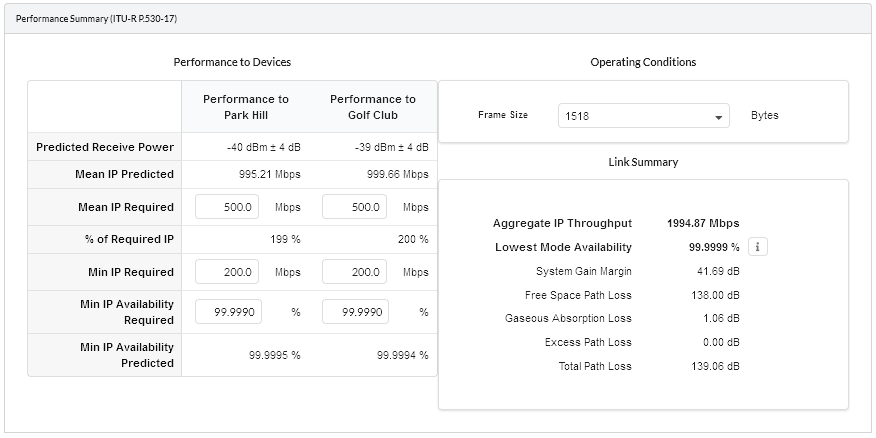 Performance Summary (ITU-R P.530-17)
Performance to Devices
Performance to Park Hill
Performance to Golf Club
Predicted Receive Power -40 dBm ± 4 dB -39 dBm ± 4 dB
Mean IP Predicted 995.21 Mbps 999.66 Mbps
Mean IP Required 500.0 Mbps 500.0 Mbps
% of Required IP 199 % 200 %
Min IP Required 200.0 Mbps 200.0 Mbps
Min IP Availability Required 99.9990 % 99.9990 %
Min IP Availability Predicted 99.9995 % 99.9994 %
Operating Conditions
Frame Size 1518 Bytes
Link Summary
Aggregate IP Throughput 1994.87 Mbps
Lowest Mode Availability 99.9999 % i
System Gain Margin 41.69 dB
Free Space Path Loss 138.00 dB
Gaseous Absorption Loss 1.06 dB
Excess Path Loss 0.00 dB
Total Path Loss 139.06 dB